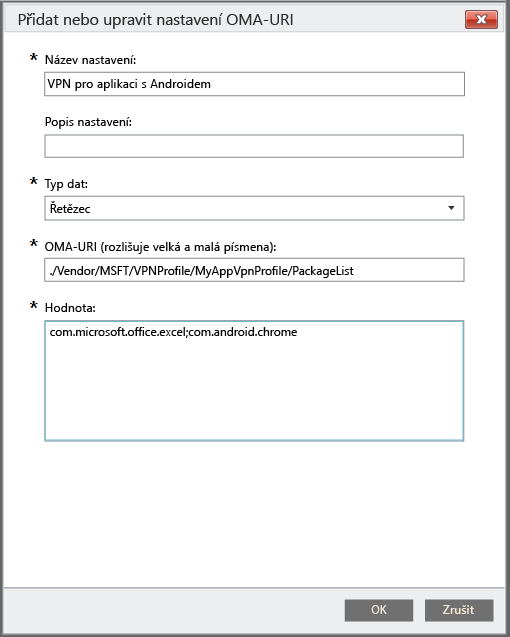 Přidat nebo upravit nastavení OMA-URI
* Název nastavení:
VPN pro aplikaci s Androidem
Popis nastavení:
* Typ dat:
Řetězec
* OMA-URI (rozlišuje velká a malá písmena):
./Vendor/MSFT/VPNProfile/MyAppVpnProfile/PackageList
* Hodnota:
com.microsoft.office.excel;com.android.chrome
OK Zrušit